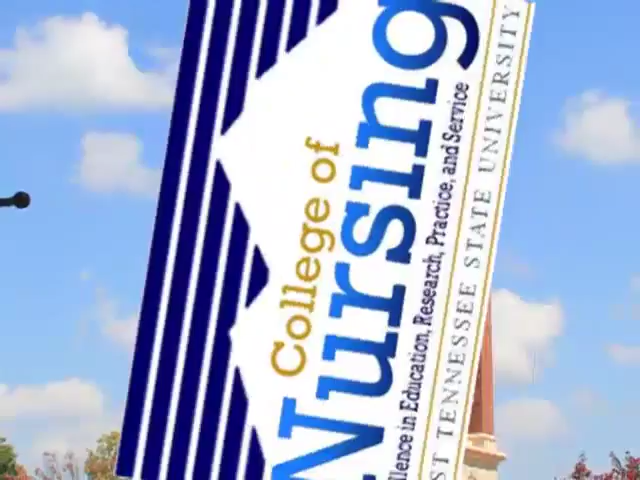 College of
Nursing
llence in Education, Research, Practice, and Service
ST TENNESSEE STATE UNIVERSITY